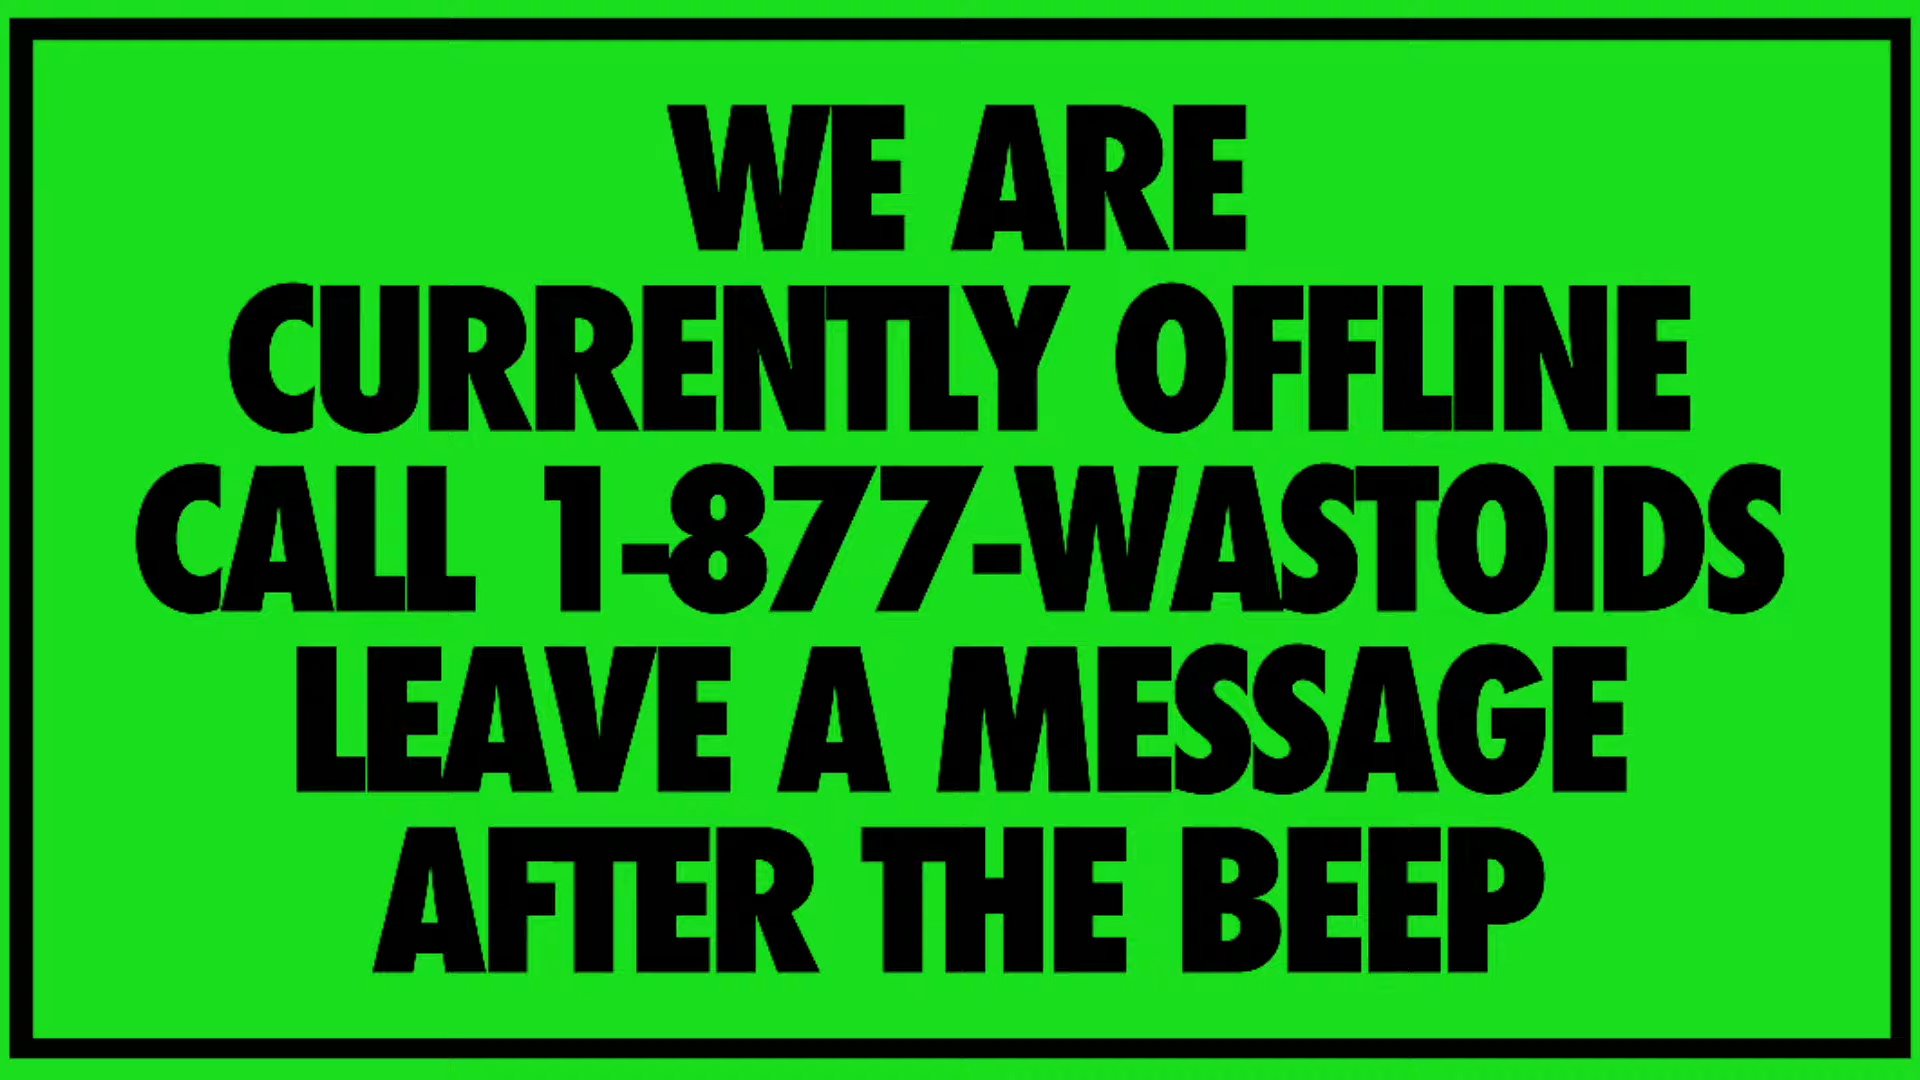 WE ARE
CURRENTLY OFFLINE
CALL 1-877-WASTOIDS
LEAVE A MESSAGE
AFTER THE BEEP